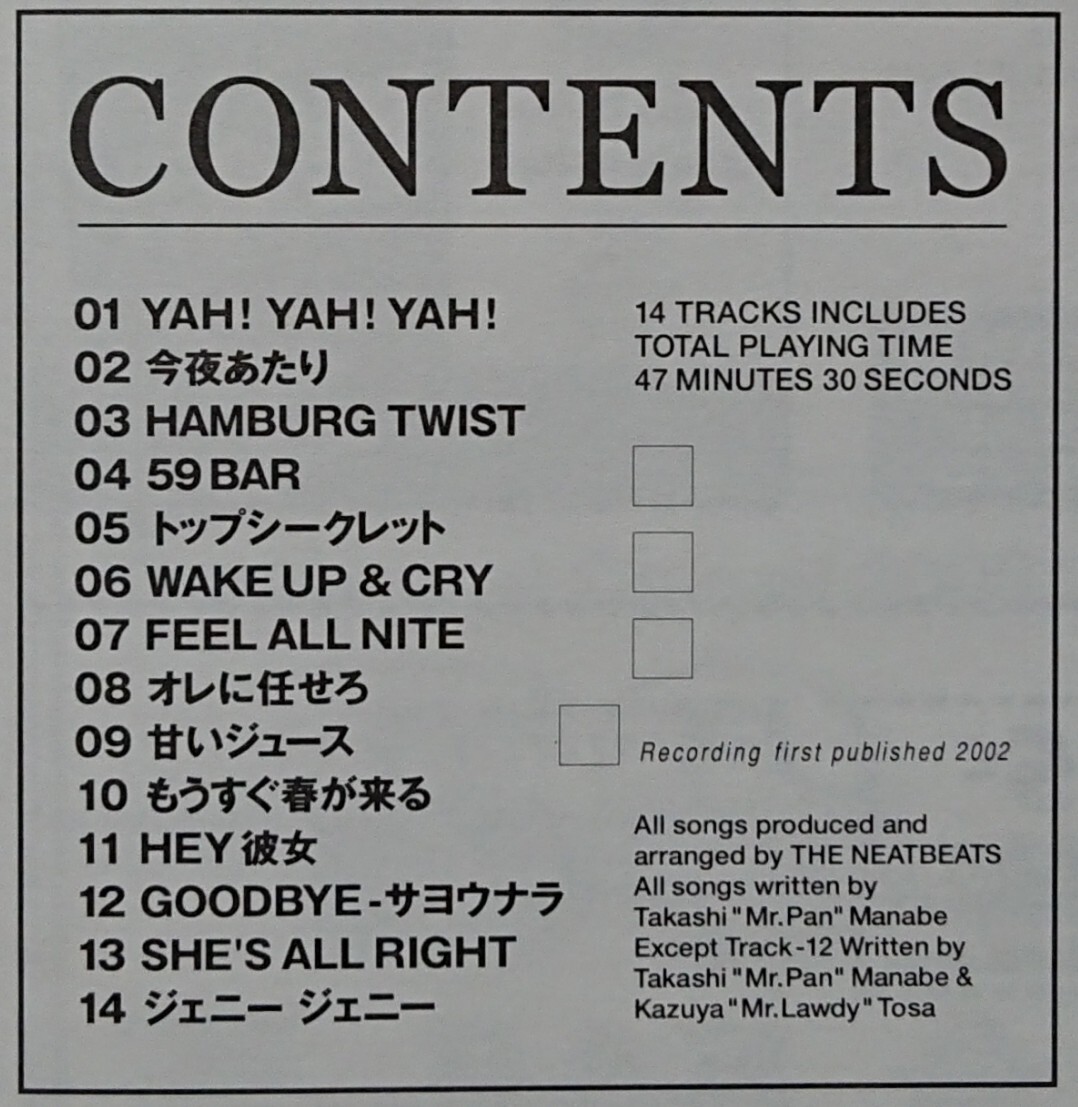 CONTENTS
01 YAH! YAH! YAH!
02 今夜あたり
03 HAMBURG TWIST
04 59 BAR
05 トップシークレット
06 WAKE UP & CRY
07 FEEL ALL NITE
08 オレに任せろ
09 甘いジュース
10 もうすぐ春が来る
11 HEY 彼女
12 GOODBYE-サヨウナラ
13 SHE'S ALL RIGHT
14 ジェニー ジェニー
14 TRACKS INCLUDES
TOTAL PLAYING TIME
47 MINUTES 30 SECONDS
Recording first published 2002
All songs produced and
arranged by THE NEATBEATS
All songs written by
Takashi "Mr.Pan" Manabe
Except Track-12 Written by
Takashi "Mr.Pan" Manabe &
Kazuya "Mr.Lawdy" Tosa